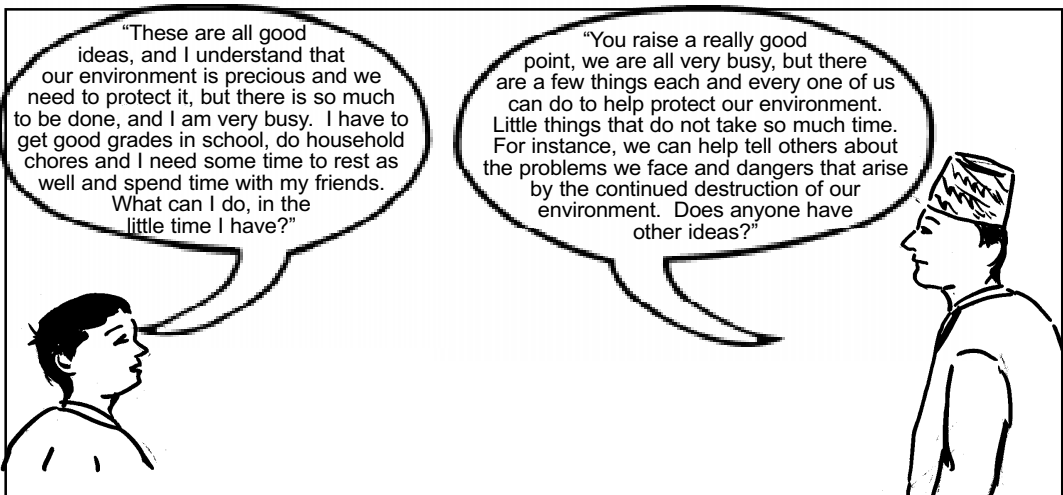 “These are all good
ideas, and I understand that
our environment is precious and we
need to protect it, but there is so much
to be done, and I am very busy.  I have to
get good grades in school, do household
chores and I need some time to rest as
well and spend time with my friends.
What can I do, in the
little time I have?”
“You raise a really good
point, we are all very busy, but there
are a few things each and every one of us
can do to help protect our environment.
Little things that do not take so much time.
For instance, we can help tell others about
the problems we face and dangers that arise
by the continued destruction of our
environment.  Does anyone have
other ideas?”